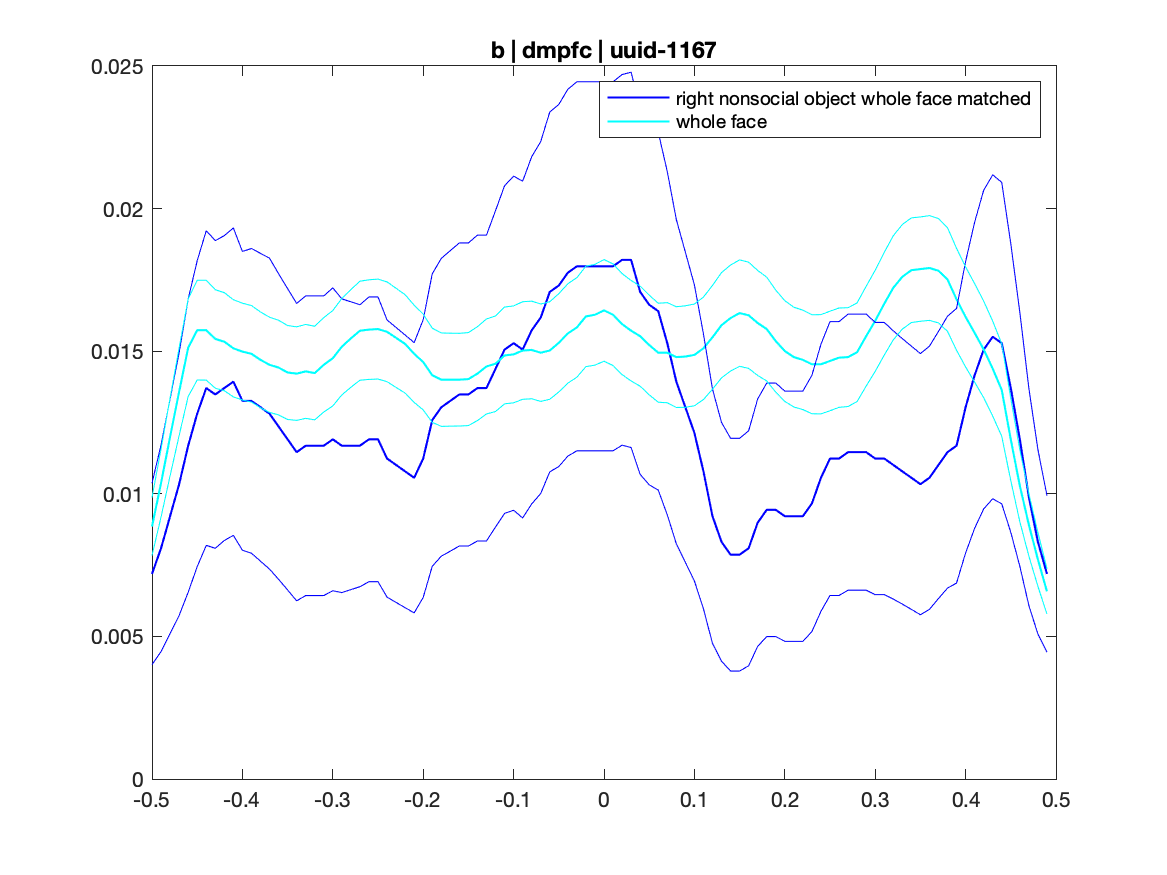 b | dmpfc | uuid-1167
0.025
right nonsocial object whole face matched
whole face
0.02
0.015
0.01
0.005
0
-0.5 -0.4 -0.3 -0.2 -0.1 0 0.1 0.2 0.3 0.4 0.5